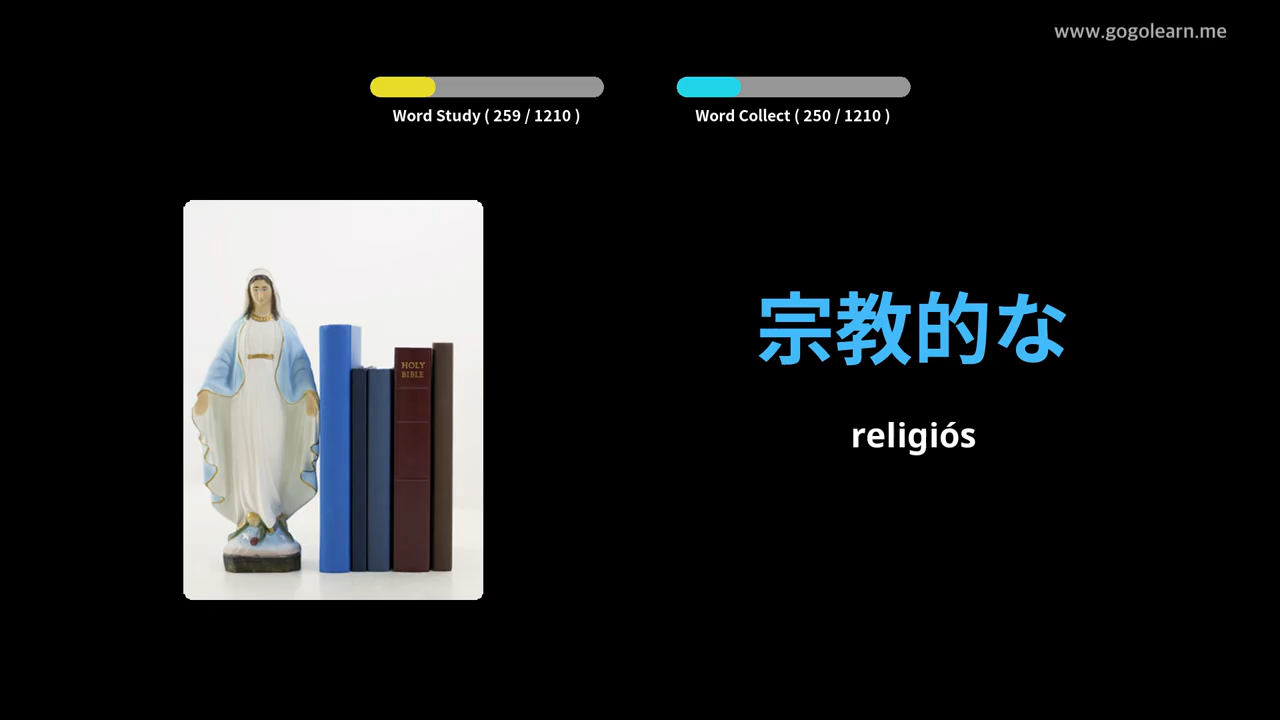 www.gogolearn.me
Word Study ( 259 / 1210 )
Word Collect ( 250 / 1210 )
HOLY
BIBLE
宗教的な
religiós